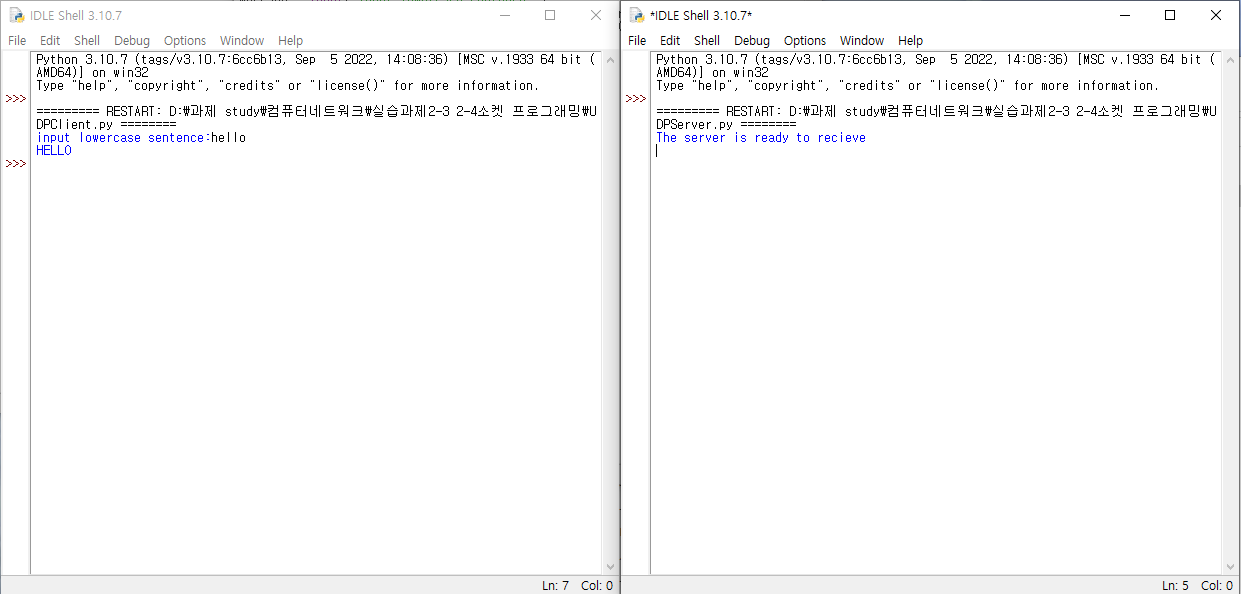 IDLE Shell 3.10.7
File Edit Shell Debug Options Window Help
Python 3.10.7 (tags/v3.10.7:6cc6b13, Sep  5 2022, 14:08:36) [MSC v.1933 64 bit (
AMD64)] on win32
Type "help", "copyright", "credits" or "license()" for more information.
>>>
========= RESTART: D:\과제 study\컴퓨터네트워크\실습과제2-3 2-4소켓 프로그래밍\U
DPClient.py ========
input lowercase sentence:hello
HELLO
>>>
Ln: 7 Col: 0
*IDLE Shell 3.10.7*
File Edit Shell Debug Options Window Help
Python 3.10.7 (tags/v3.10.7:6cc6b13, Sep  5 2022, 14:08:36) [MSC v.1933 64 bit (
AMD64)] on win32
Type "help", "copyright", "credits" or "license()" for more information.
>>>
========= RESTART: D:\과제 study\컴퓨터네트워크\실습과제2-3 2-4소켓 프로그래밍\U
DPServer.py ========
The server is ready to recieve
Ln: 5 Col: 0